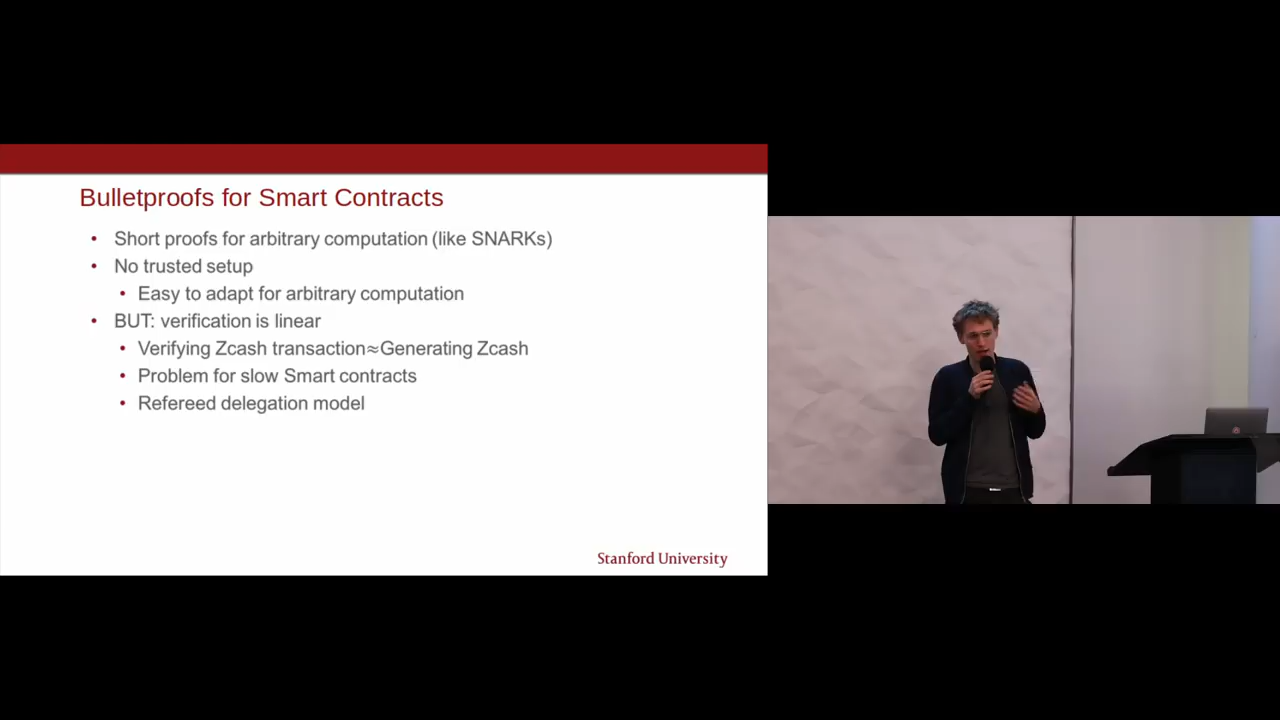 Bulletproofs for Smart Contracts
• Short proofs for arbitrary computation (like SNARKs)
• No trusted setup
• Easy to adapt for arbitrary computation
• BUT: verification is linear
• Verifying Zcash transaction≈Generating Zcash
• Problem for slow Smart contracts
• Refereed delegation model
Stanford University